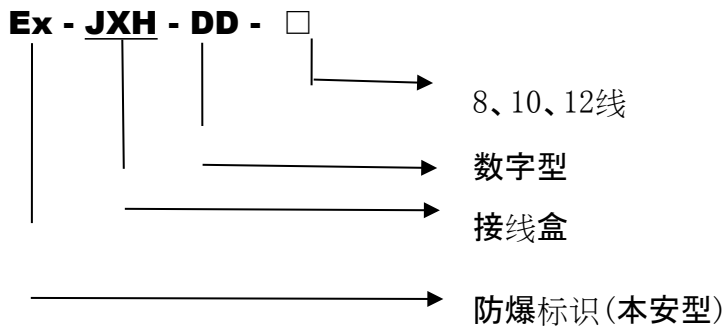 Ex - JXH - DD - □
8、10、12线
数字型
接线盒
防爆标识(本安型)